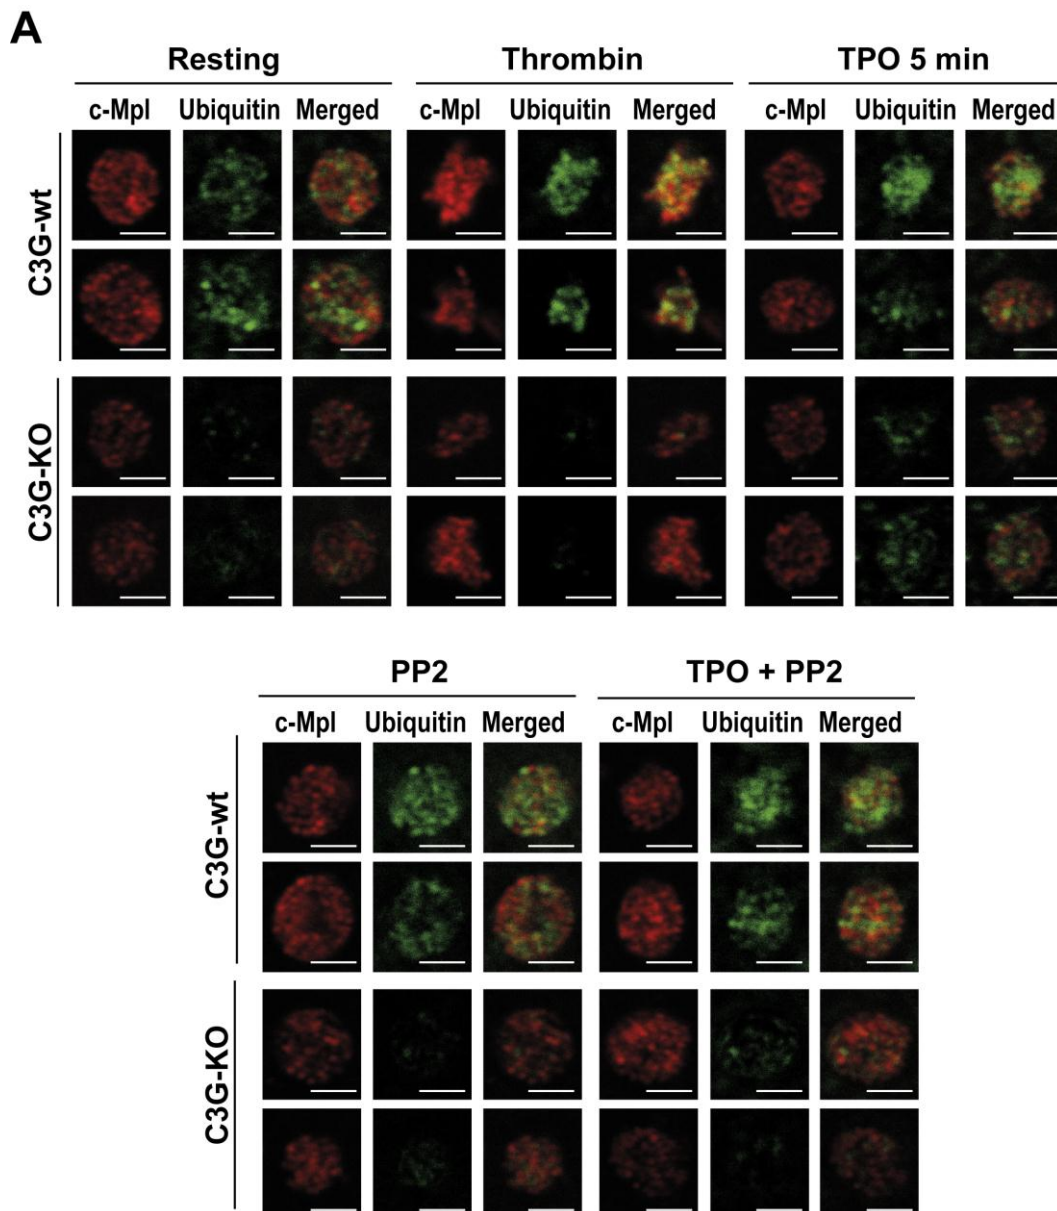 A
Resting Thrombin TPO 5 min
c-Mpl Ubiquitin Merged c-Mpl Ubiquitin Merged c-Mpl Ubiquitin Merged
C3G-wt
C3G-KO
PP2 TPO + PP2
c-Mpl Ubiquitin Merged c-Mpl Ubiquitin Merged
C3G-wt
C3G-KO